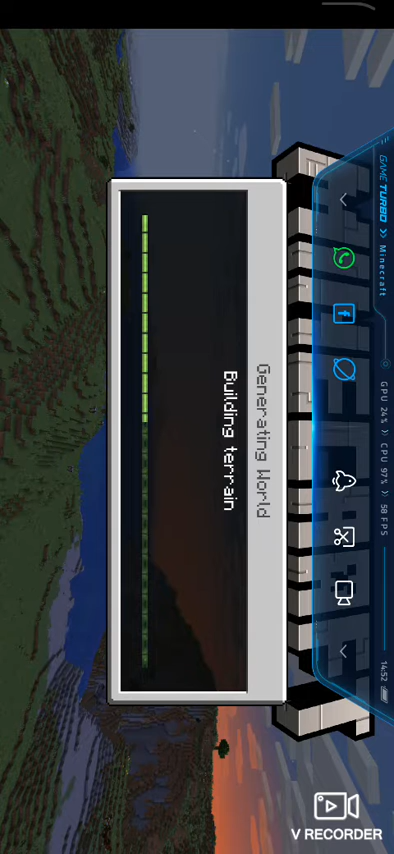 GAME TURBO >> Minecraft
GPU 24% >> CPU 97% >> 58 FPS
14:52
Generating World
Building terrain
V RECORDER